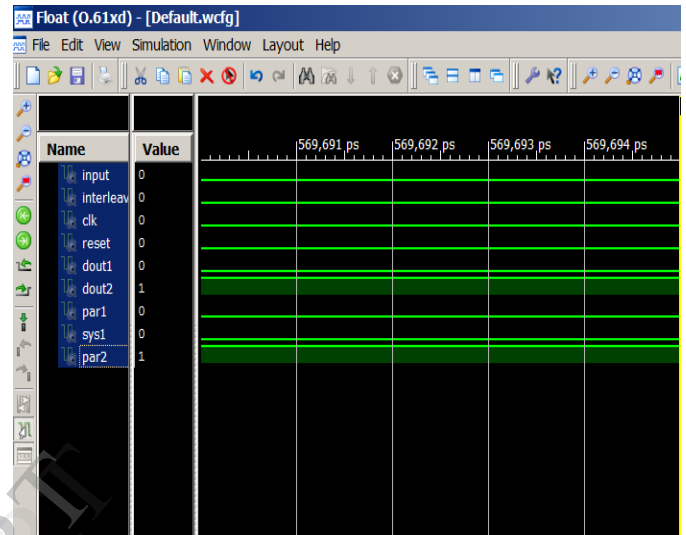 Float (O.61xd) - [Default.wcfg]
File Edit View Simulation Window Layout Help
Name Value
569,691 ps 569,692 ps 569,693 ps 569,694 ps
input 0
interleav 0
clk 0
reset 0
dout1 0
dout2 1
par1 0
sys1 0
par2 1